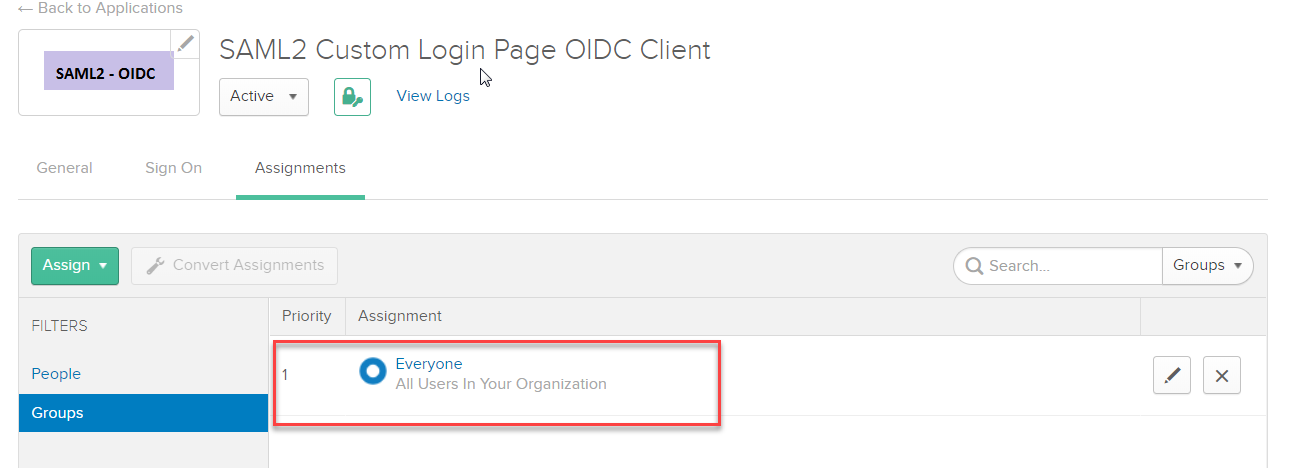 ← Back to Applications
SAML2 - OIDC
SAML2 Custom Login Page OIDC Client
Active
View Logs
General Sign On Assignments
Assign Convert Assignments Search... Groups
FILTERS Priority Assignment
People
Groups
1 Everyone
All Users In Your Organization